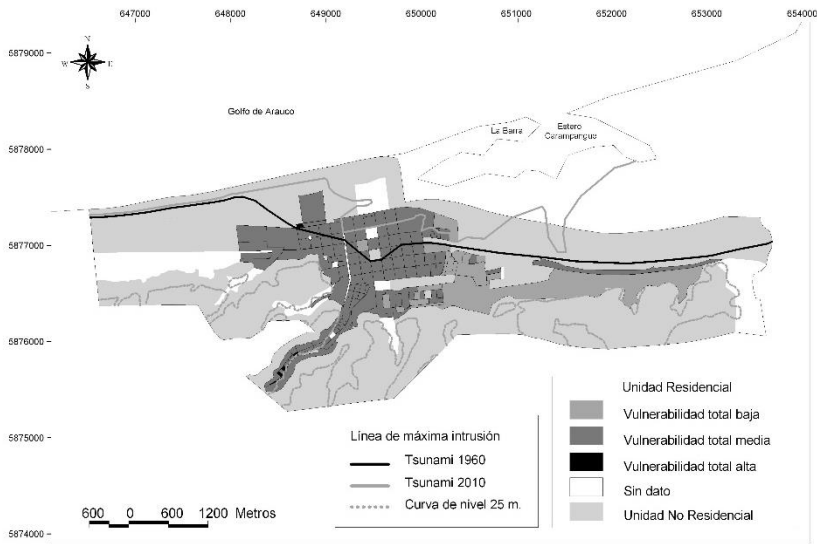 647000 648000 649000 650000 651000 652000 653000 654000
5879000
5878000
5877000
5876000
5875000
5874000
N
W E
S
Golfo de Arauco
La Barra
Estero
Carampangue
Línea de máxima intrusión
Tsunami 1960
Tsunami 2010
Curva de nivel 25 m.
600 0 600 1200 Metros
Unidad Residencial
Vulnerabilidad total baja
Vulnerabilidad total media
Vulnerabilidad total alta
Sin dato
Unidad No Residencial